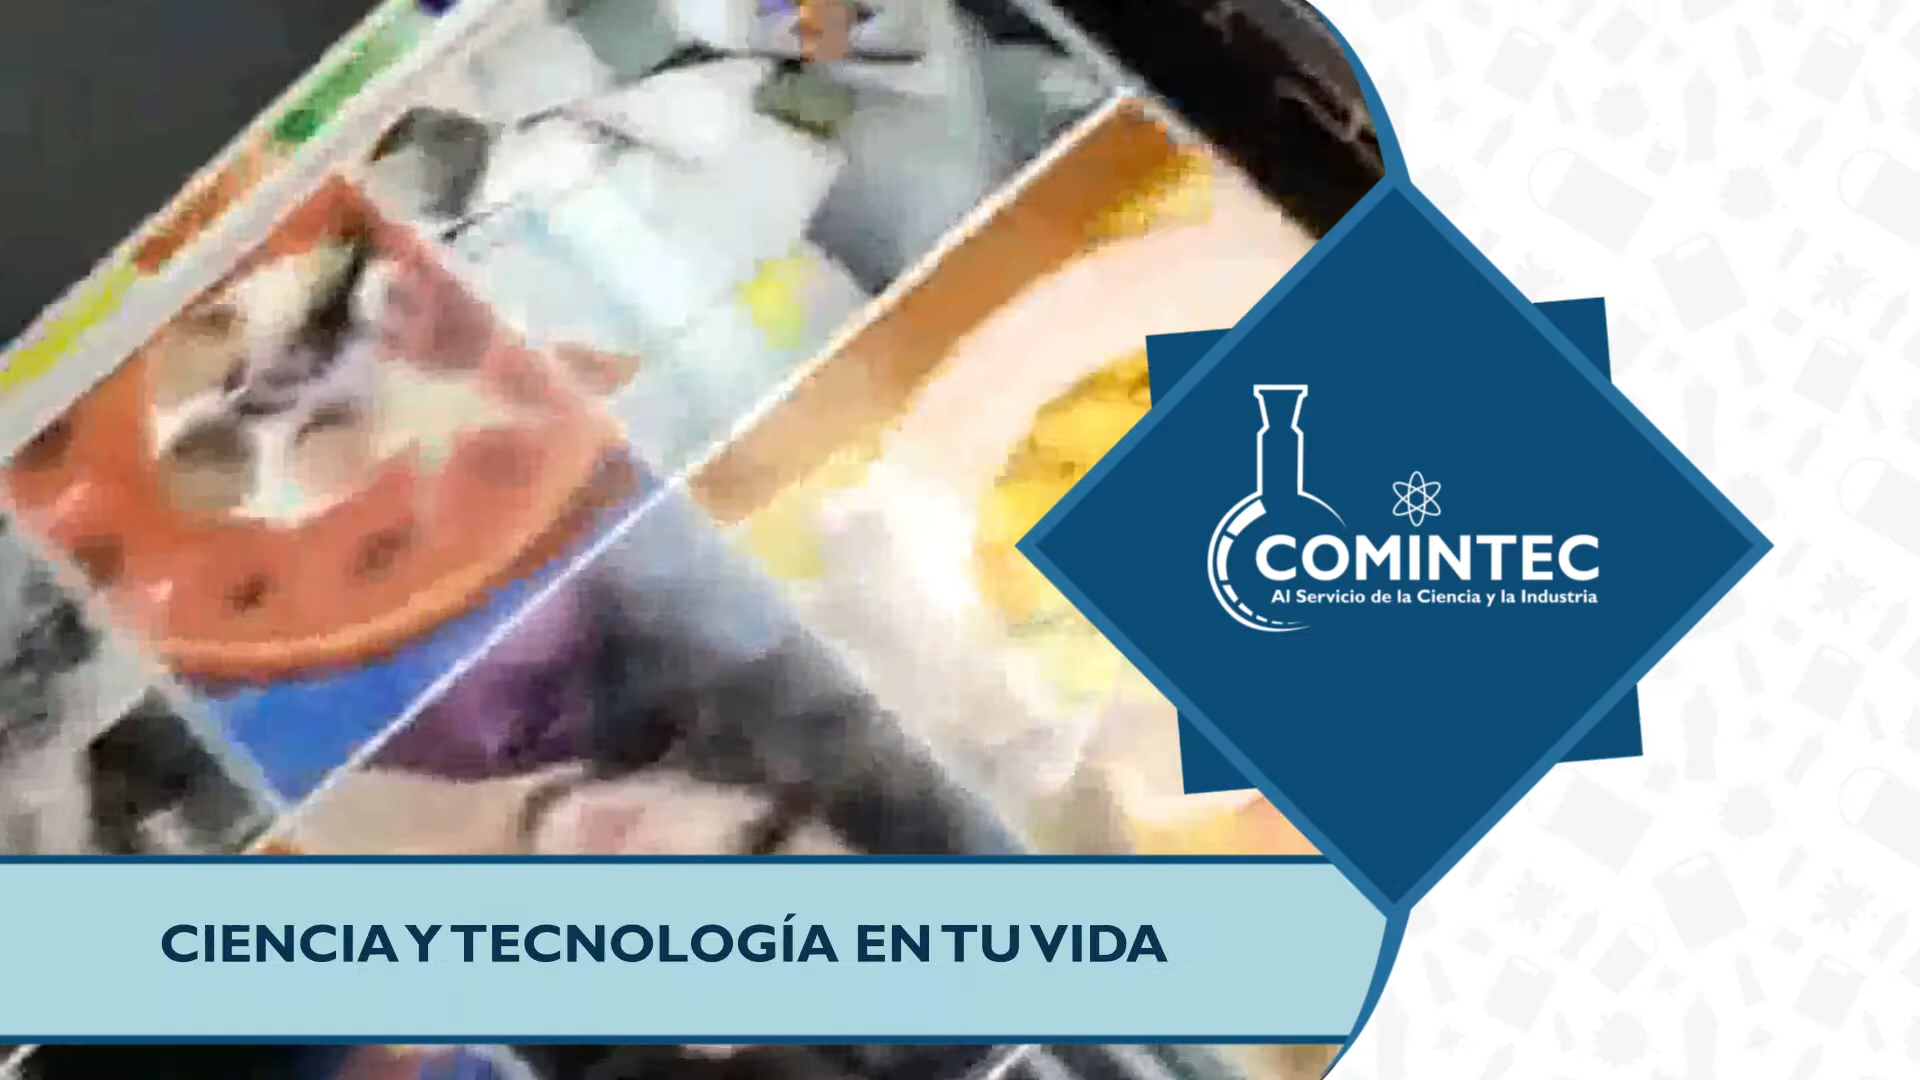 COMINTEC
Al Servicio de la Ciencia y la Industria
CIENCIA Y TECNOLOGÍA EN TU VIDA